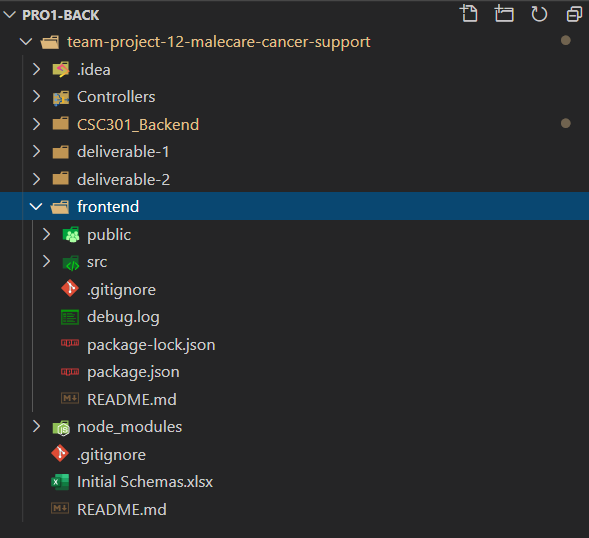 PRO1-BACK
team-project-12-malecare-cancer-support
.idea
Controllers
CSC301_Backend
deliverable-1
deliverable-2
frontend
public
src
.gitignore
debug.log
package-lock.json
package.json
README.md
node_modules
.gitignore
Initial Schemas.xlsx
README.md